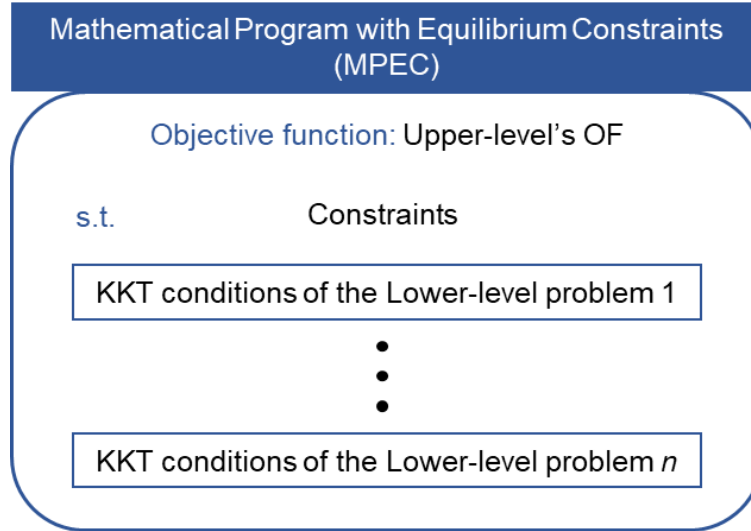 Mathematical Program with Equilibrium Constraints
(MPEC)
Objective function: Upper-level's OF
s.t. Constraints
KKT conditions of the Lower-level problem 1
KKT conditions of the Lower-level problem n